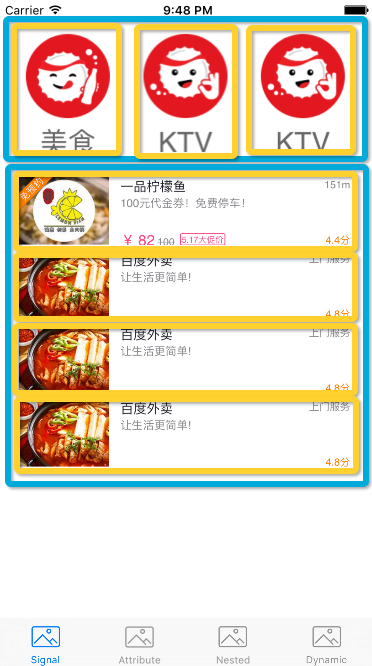 Carrier 9:48 PM
美食 KTV KTV
免预约
一品柠檬鱼 151m
100元代金券！免费停车！
¥ 82 100 5.17大促价 4.4分
百度外卖 上门服务
让生活更简单！
4.8分
百度外卖 上门服务
让生活更简单！
4.8分
百度外卖 上门服务
让生活更简单！
4.8分
Signal Attribute Nested Dynamic